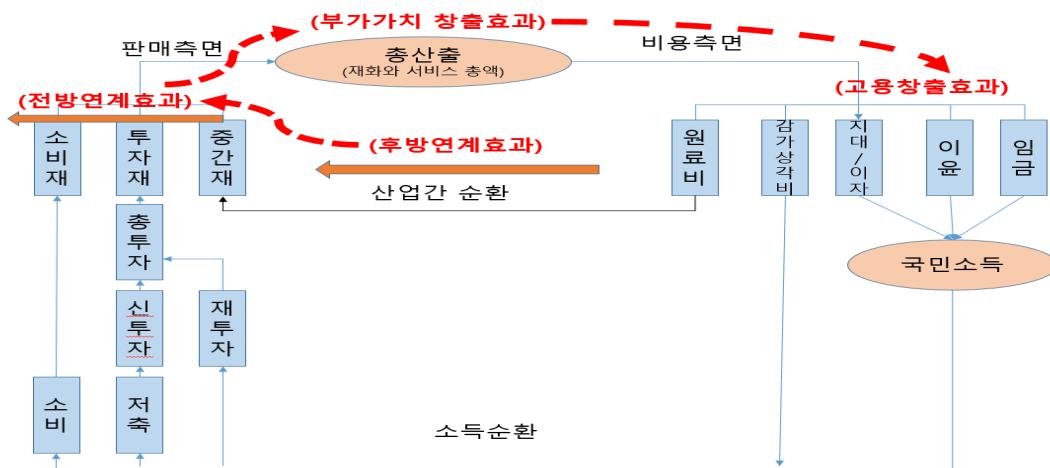 (부가가치 창출효과)
판매측면
총산출
(재화와 서비스 총액)
비용측면
(전방연계효과)
(고용창출효과)
(후방연계효과)
소비재
투자재
중간재
원료비
감가상각비
지대/이자
이윤
임금
산업간 순환
총투자
국민소득
신투자
재투자
소비
저축
소득순환